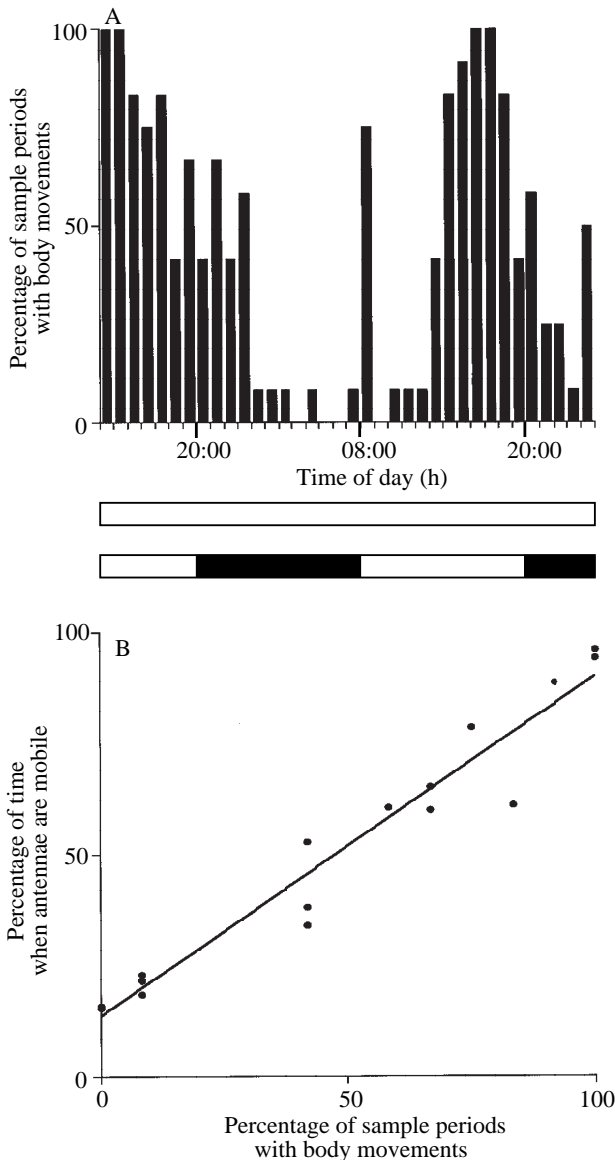 A
100
50
0
Percentage of sample periods
with body movements
20:00
08:00
20:00
Time of day (h)
B
100
50
0
Percentage of time
when antennae are mobile
0
50
100
Percentage of sample periods
with body movements